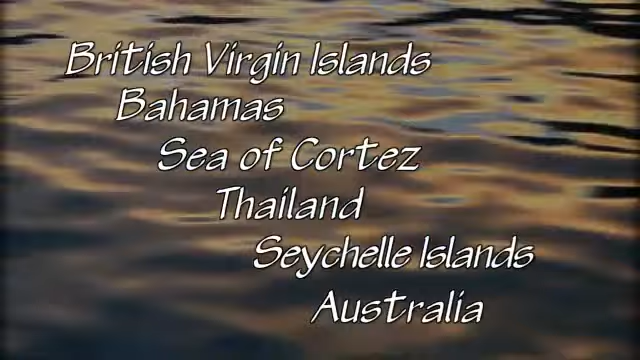 British Virgin Islands
Bahamas
Sea of Cortez
Thailand
Seychelle Islands
Australia